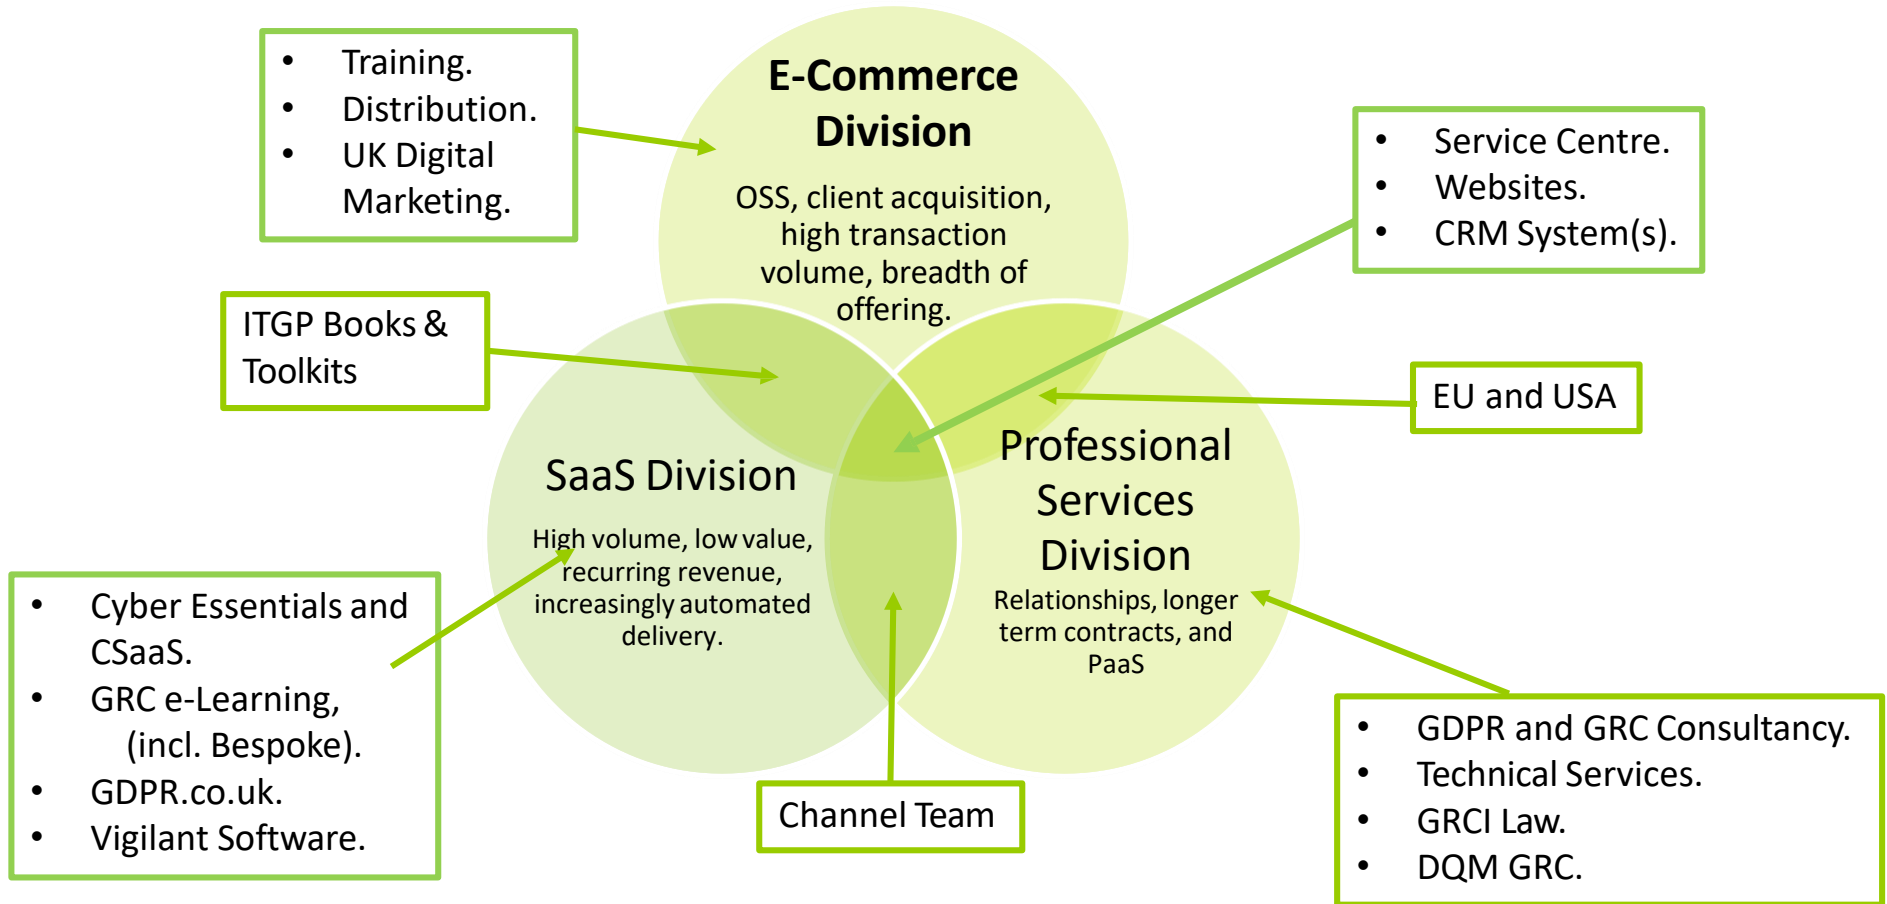 • Training.
• Distribution.
• UK Digital
Marketing.
E-Commerce
Division
OSS, client acquisition,
high transaction
volume, breadth of
offering.
• Service Centre.
• Websites.
• CRM System(s).
ITGP Books &
Toolkits
EU and USA
SaaS Division
High volume, low value,
recurring revenue,
increasingly automated
delivery.
Professional
Services
Division
Relationships, longer
term contracts, and
PaaS
• Cyber Essentials and
CSaaS.
• GRC e-Learning,
(incl. Bespoke).
• GDPR.co.uk.
• Vigilant Software.
Channel Team
• GDPR and GRC Consultancy.
• Technical Services.
• GRCI Law.
• DQM GRC.